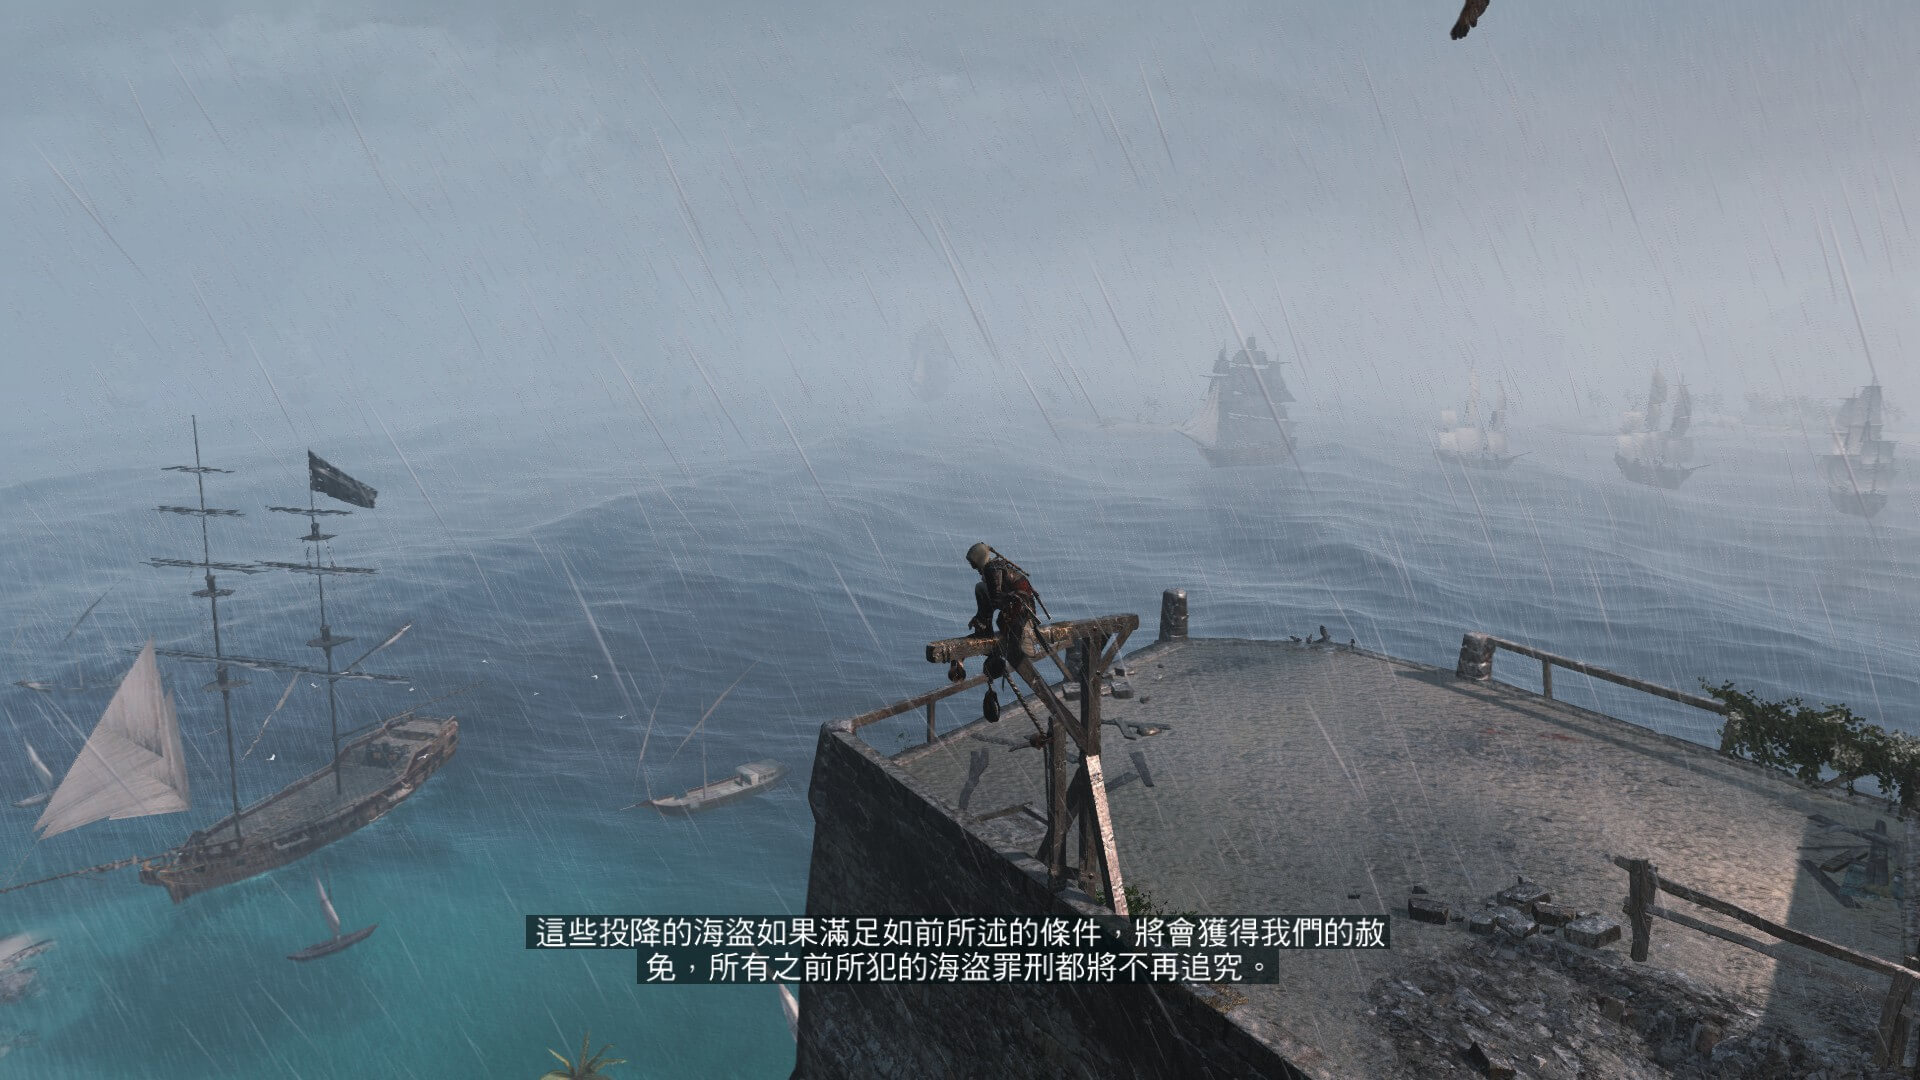 這些投降的海盜如果滿足如前所述的條件，將會獲得我們的赦
免，所有之前所犯的海盜罪刑都將不再追究。